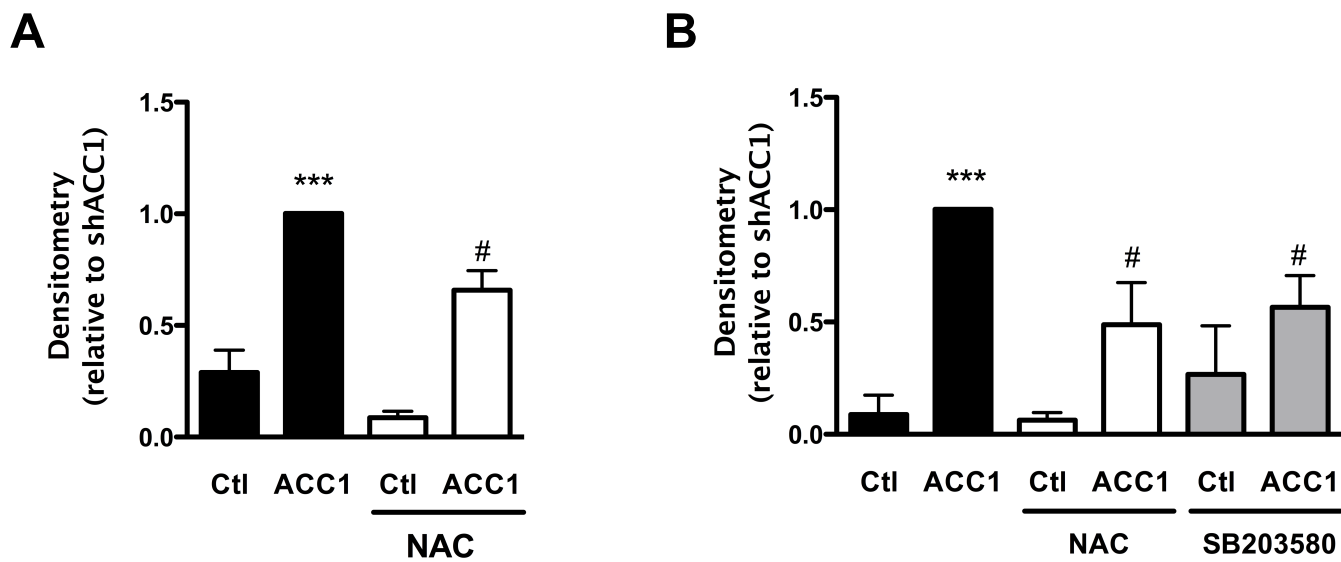 A
Densitometry
(relative to shACC1)
1.5
1.0
0.5
0.0
***
#
Ctl ACC1 Ctl ACC1
NAC
B
Densitometry
(relative to shACC1)
1.5
1.0
0.5
0.0
***
#
#
Ctl ACC1 Ctl ACC1 Ctl ACC1
NAC SB203580